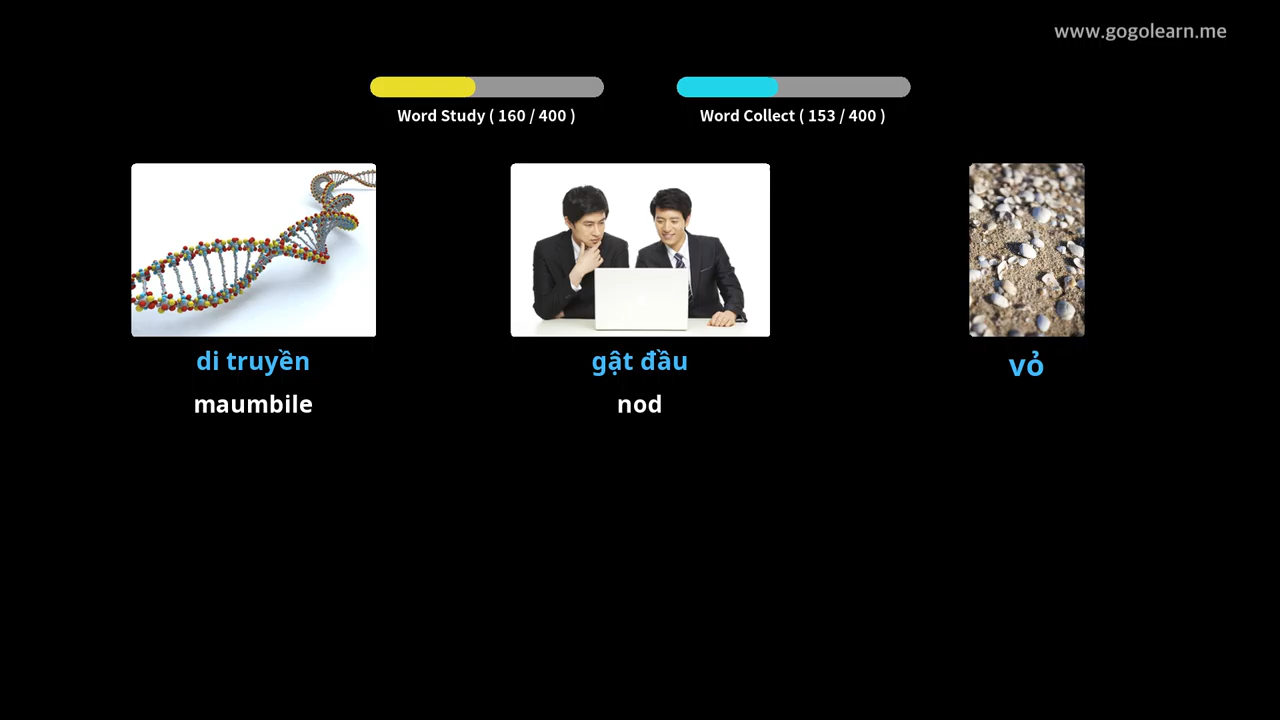 www.gogolearn.me
Word Study ( 160 / 400 )
Word Collect ( 153 / 400 )
di truyền
gật đầu
vỏ
maumbile
nod